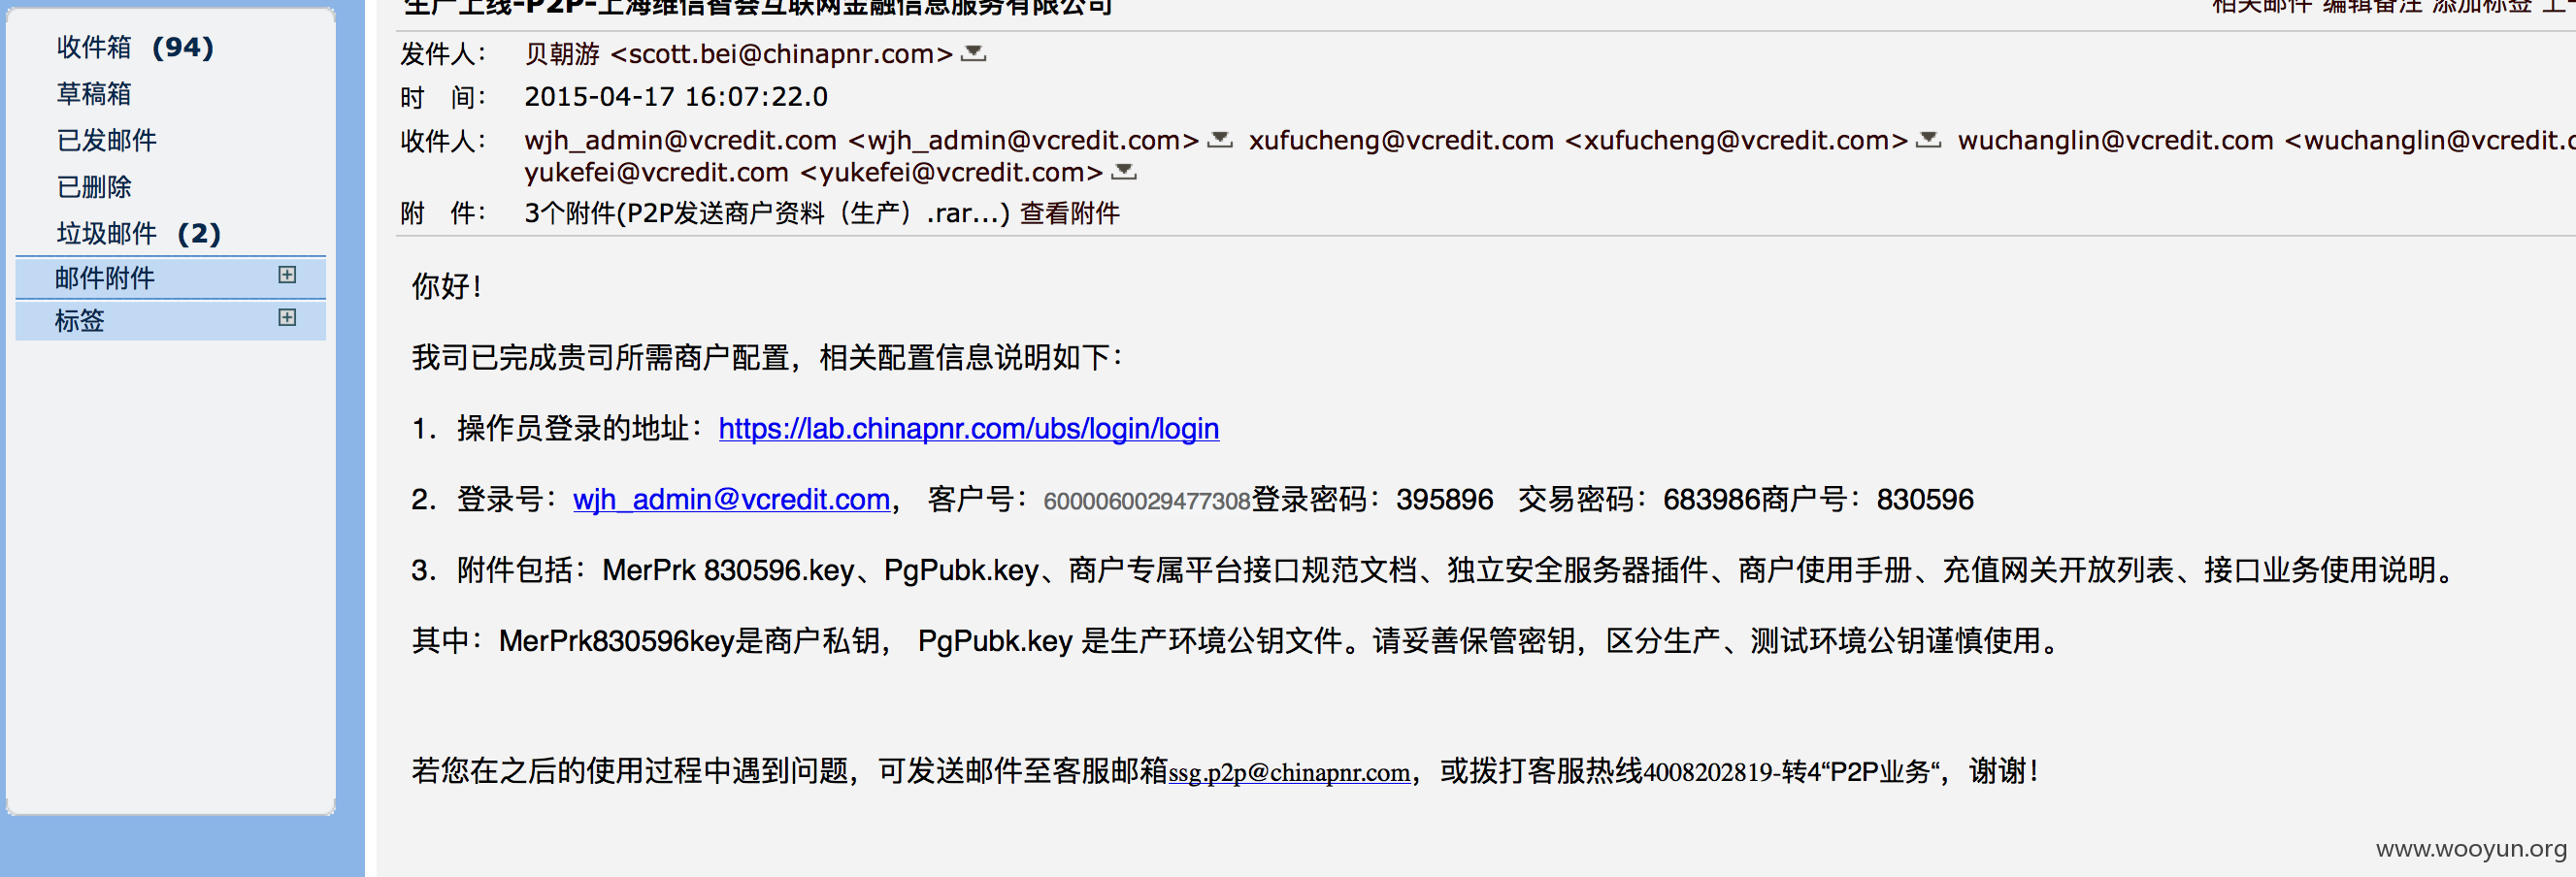 生产上线-P2P-上海维信智会互联网金融信息服务有限公司
相关邮件 编辑备注 添加标签 上一
收件箱 (94)
草稿箱
已发邮件
已删除
垃圾邮件 (2)
邮件附件
标签
发件人： 贝朝游 <scott.bei@chinapnr.com>
时 间： 2015-04-17 16:07:22.0
收件人： wjh_admin@vcredit.com <wjh_admin@vcredit.com> xufucheng@vcredit.com <xufucheng@vcredit.com> wuchanglin@vcredit.com <wuchanglin@vcredit.c
yukefei@vcredit.com <yukefei@vcredit.com>
附 件： 3个附件(P2P发送商户资料（生产）.rar...) 查看附件
你好！
我司已完成贵司所需商户配置，相关配置信息说明如下：
1. 操作员登录的地址：https://lab.chinapnr.com/ubs/login/login
2. 登录号：wjh_admin@vcredit.com， 客户号：6000060029477308登录密码：395896 交易密码：683986商户号：830596
3. 附件包括：MerPrk 830596.key、PgPubk.key、商户专属平台接口规范文档、独立安全服务器插件、商户使用手册、充值网关开放列表、接口业务使用说明。
其中：MerPrk830596key是商户私钥， PgPubk.key 是生产环境公钥文件。请妥善保管密钥，区分生产、测试环境公钥谨慎使用。
若您在之后的使用过程中遇到问题，可发送邮件至客服邮箱ssg.p2p@chinapnr.com，或拨打客服热线4008202819-转4“P2P业务“，谢谢！
www.wooyun.org